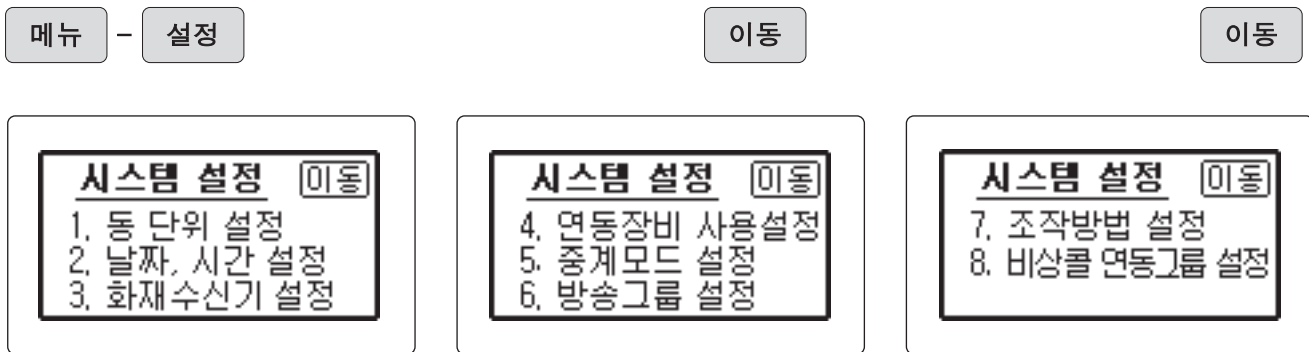 메뉴 - 설정
이동
이동
시스템 설정 이동
1. 동 단위 설정
2. 날짜, 시간 설정
3. 화재수신기 설정
시스템 설정 이동
4. 연동장비 사용설정
5. 중계모드 설정
6. 방송그룹 설정
시스템 설정 이동
7. 조작방법 설정
8. 비상콜 연동그룹 설정